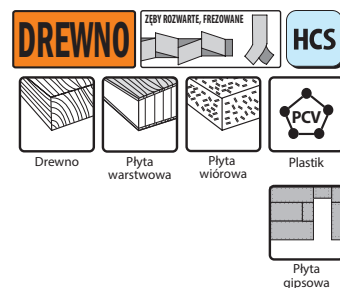 DREWNO
ZĘBY ROZWARTE, FREZOWANE
HCS
PCV
Drewno
Płyta
warstwowa
Płyta
wiórowa
Plastik
Płyta
gipsowa